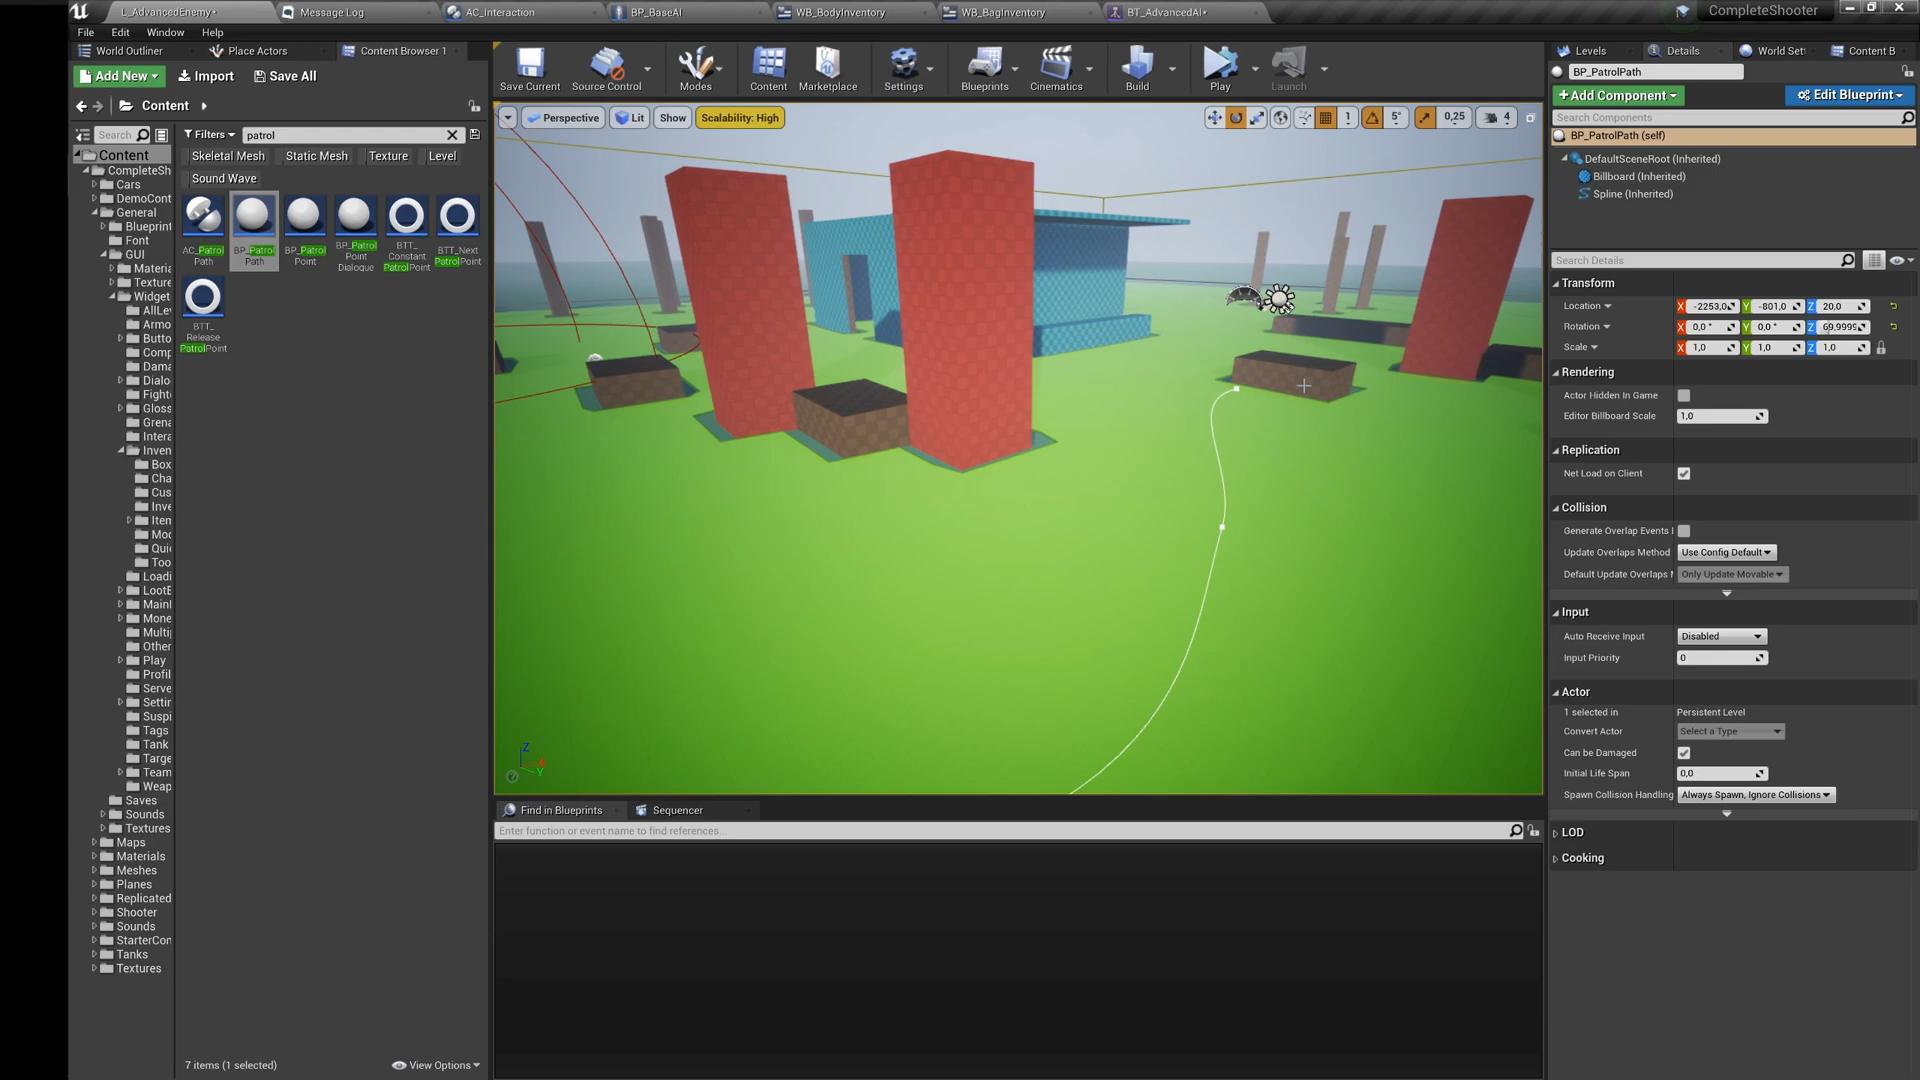 L_AdvancedEnemy*
Message Log
AC_Interaction
BP_BaseAI
WB_BodyInventory
WB_BagInventory
BT_AdvancedAI*
CompleteShooter
File Edit Window Help
World Outliner
Place Actors
Content Browser 1
Levels
Details
World Set
Content B
Add New
Import
Save All
Content
Search
Filters
patrol
Skeletal Mesh
Static Mesh
Texture
Level
Sound Wave
AC_Patrol
Path
BP_Patrol
Path
BP_Patrol
Point
BP_Patrol
Point
Dialogue
BTT_
Constant
PatrolPoint
BTT_Next
PatrolPoint
BTT_
Release
PatrolPoint
Content
CompleteSh
Cars
DemoCont
General
Blueprin
Font
GUI
Materia
Texture
Widget
AllLe
Armo
Butto
Comp
Dama
Dialo
Fight
Gloss
Grena
Intera
Inven
Box
Cha
Cus
Inve
Item
Mod
Quic
Too
Loadi
LootE
MainI
Mone
Multi
Other
Play
Profil
Serve
Settir
Suspi
Tags
Tank
Targe
Team
Weap
Saves
Sounds
Textures
Maps
Materials
Meshes
Planes
Replicated
Shooter
Sounds
StarterCon
Tanks
Textures
7 items (1 selected)
View Options
Save Current
Source Control
Modes
Content
Marketplace
Settings
Blueprints
Cinematics
Build
Play
Launch
Perspective
Lit
Show
Scalability: High
1
5°
0,25
4
Z
X
Y
Find in Blueprints
Sequencer
Enter function or event name to find references...
BP_PatrolPath
Add Component
Edit Blueprint
Search Components
BP_PatrolPath (self)
DefaultSceneRoot (Inherited)
Billboard (Inherited)
Spline (Inherited)
Search Details
Transform
Location X -2253,0 Y -801,0 Z 20,0
Rotation X 0,0 ° Y 0,0 ° Z 69,9999
Scale X 1,0 Y 1,0 Z 1,0
Rendering
Actor Hidden In Game
Editor Billboard Scale 1,0
Replication
Net Load on Client
Collision
Generate Overlap Events
Update Overlaps Method Use Config Default
Default Update Overlaps Only Update Movable
Input
Auto Receive Input Disabled
Input Priority 0
Actor
1 selected in Persistent Level
Convert Actor Select a Type
Can be Damaged
Initial Life Span 0,0
Spawn Collision Handling Always Spawn, Ignore Collisions
LOD
Cooking